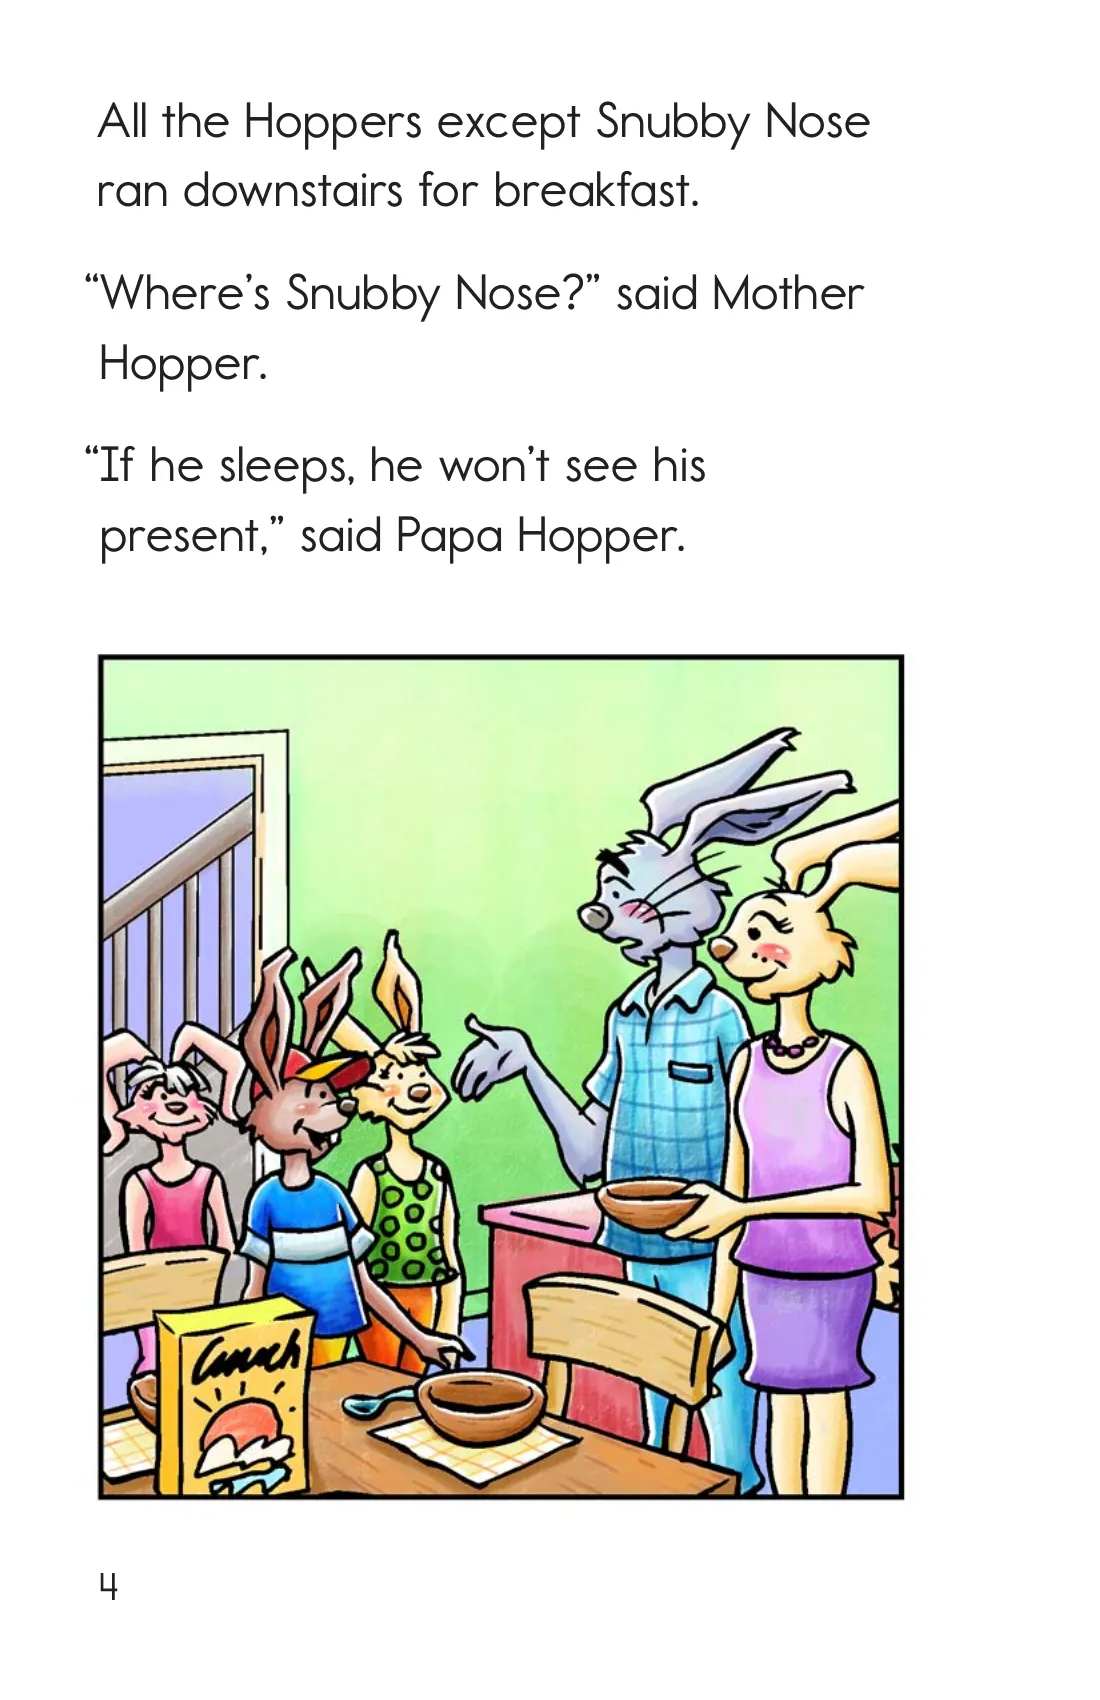 All the Hoppers except Snubby Nose
ran downstairs for breakfast.
“Where’s Snubby Nose?” said Mother
Hopper.
“If he sleeps, he won’t see his
present,” said Papa Hopper.
4